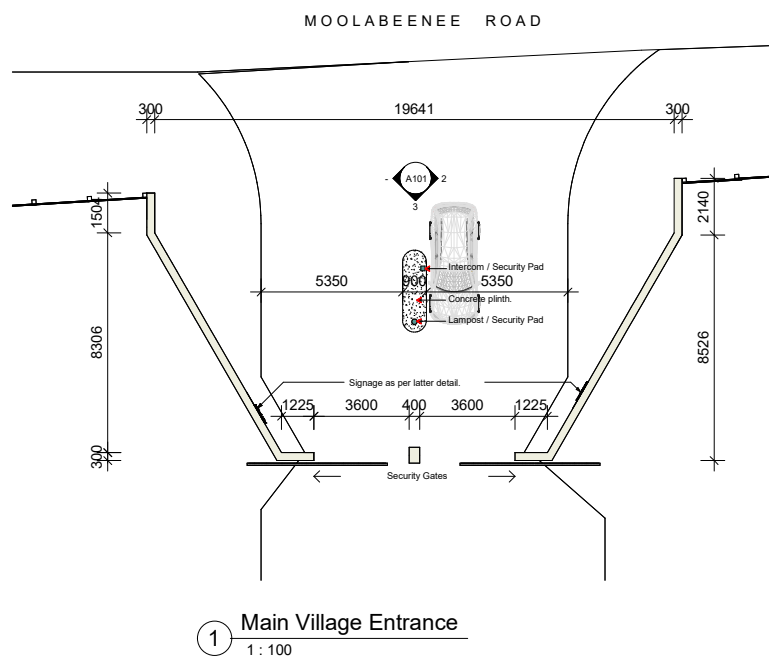 MOOLABEENEE ROAD
300 19641 300
A101
- 2
3
1504
2140
Intercom / Security Pad
5350 900 5350
Concrete plinth.
Lampost / Security Pad
8306
8526
Signage as per latter detail.
1225 3600 400 3600 1225
300
Security Gates
1 Main Village Entrance
1 : 100